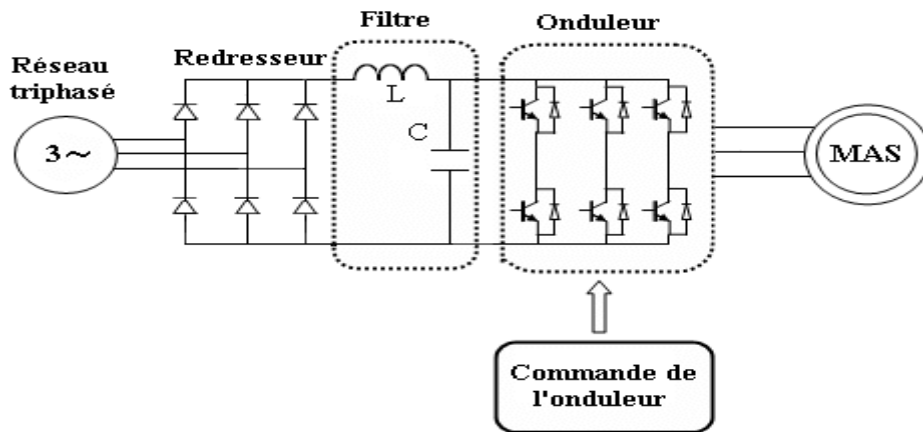 Filtre
Onduleur
Redresseur
Réseau
triphasé
L
C
3~
MAS
Commande de
l'onduleur